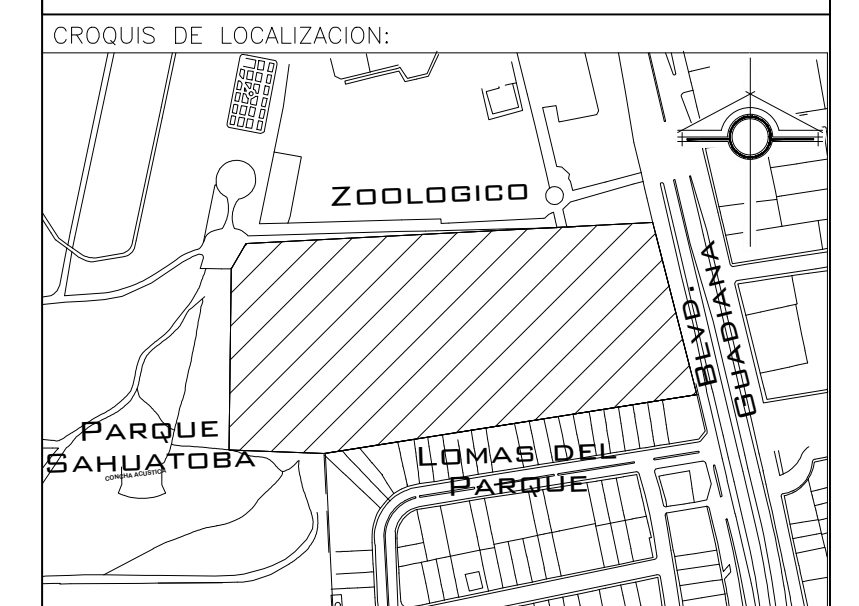 CROQUIS DE LOCALIZACION:
ZOOLOGICO
BLVD.
GUADIANA
PARQUE
SAHUATOBA
CONCHA ACUSTICA
LOMAS DEL
PARQUE